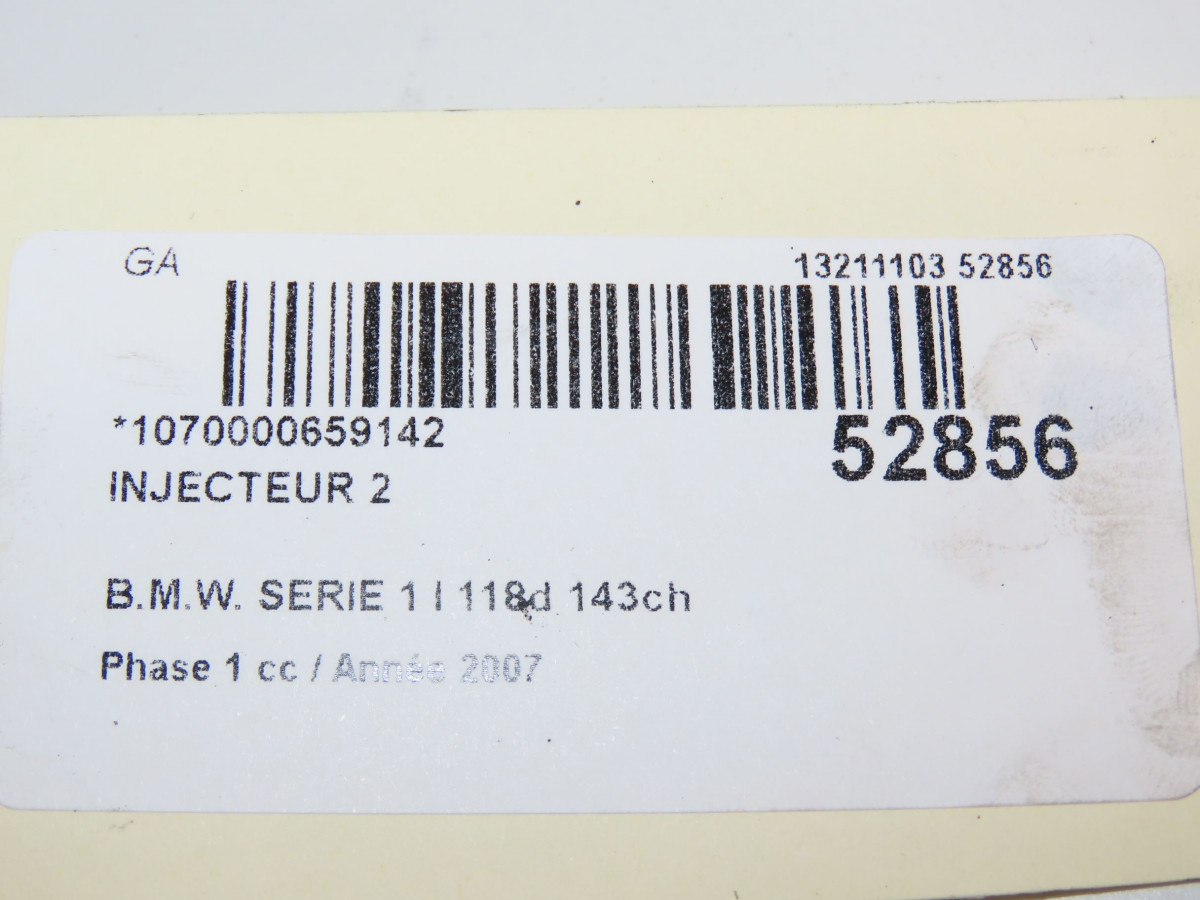 GA
13211103 52856
*1070000659142
52856
INJECTEUR 2
B.M.W. SERIE 1 I 118d 143ch
Phase 1 cc / Année 2007